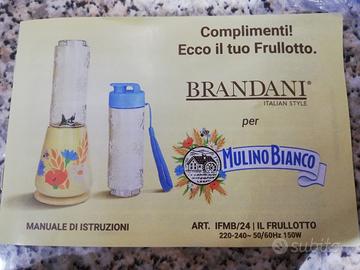 Complimenti!
Ecco il tuo Frullotto.
BRANDANI®
ITALIAN STYLE
per
MULINO BIANCO
MANUALE DI ISTRUZIONI
ART. IFMB/24 | IL FRULLOTTO
220-240~ 50/60Hz 150W
subito